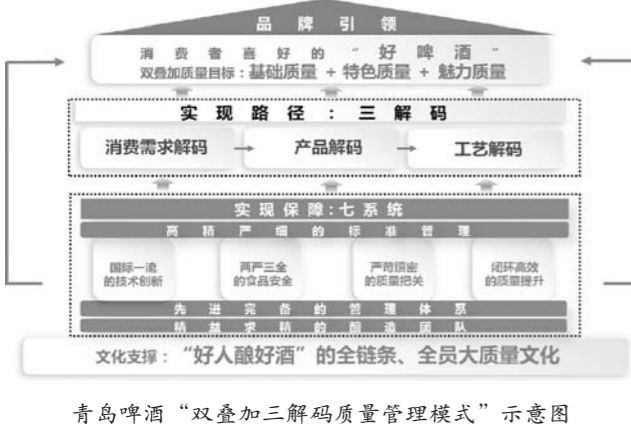 品牌引领
消费者喜好的“好啤酒”
双叠加质量目标：基础质量 + 特色质量 + 魅力质量
实现路径：三解码
消费需求解码 → 产品解码 → 工艺解码
实现保障：七系统
高精严细的标准管理
国际一流 两严三全 严苛缜密 闭环高效
的技术创新 的食品安全 的质量把关 的质量提升
先进完备的管理体系
精益求精的酿造团队
文化支撑：“好人酿好酒”的全链条、全员大质量文化
青岛啤酒“双叠加三解码质量管理模式”示意图